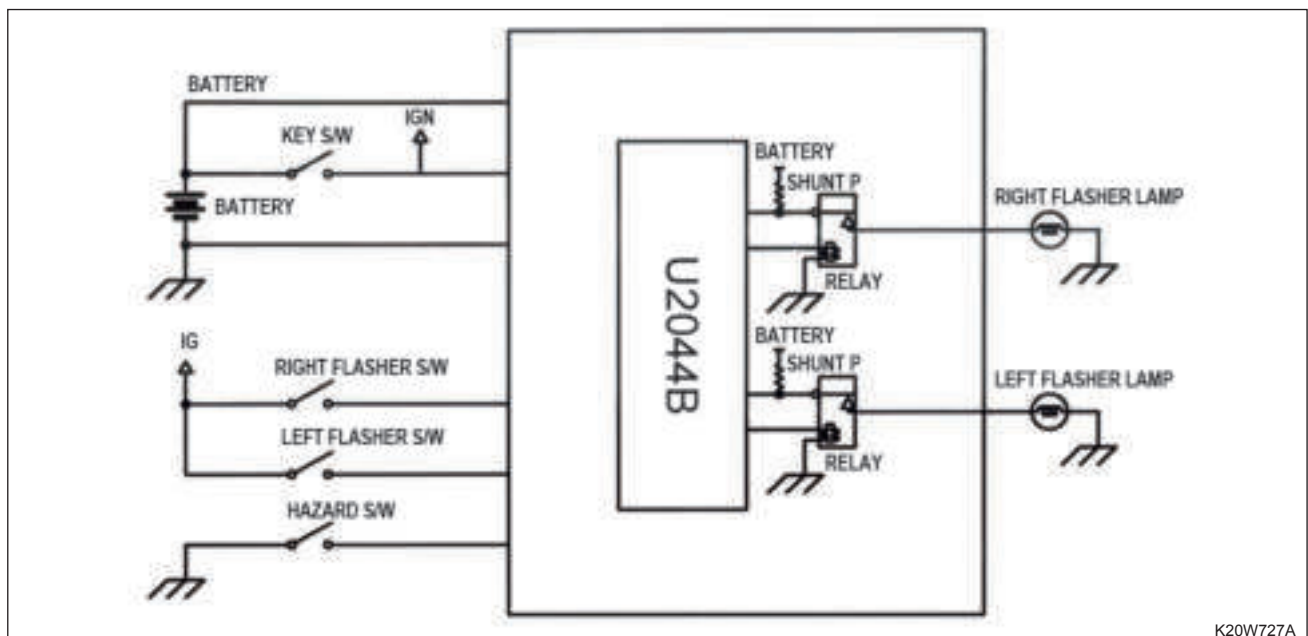 BATTERY
KEY S/W
IGN
BATTERY
IG
RIGHT FLASHER S/W
LEFT FLASHER S/W
HAZARD S/W
U2044B
BATTERY
SHUNT P
RELAY
BATTERY
SHUNT P
RELAY
RIGHT FLASHER LAMP
LEFT FLASHER LAMP
K20W727A